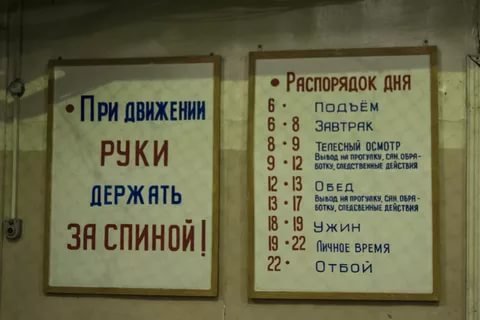 • При движении
руки
держать
за спиной!
• Распорядок дня
6 • Подъём
6 • 8 Завтрак
8 • 9 Телесный осмотр
9 • 12 Вывод на прогулку, сан. обра-
ботку, следственные действия
12 • 13 Обед
13 • 17 Вывод на прогулку, сан. обра-
ботку, следсвенные действия
18 • 19 Ужин
19 • 22 Личное время
22 • Отбой